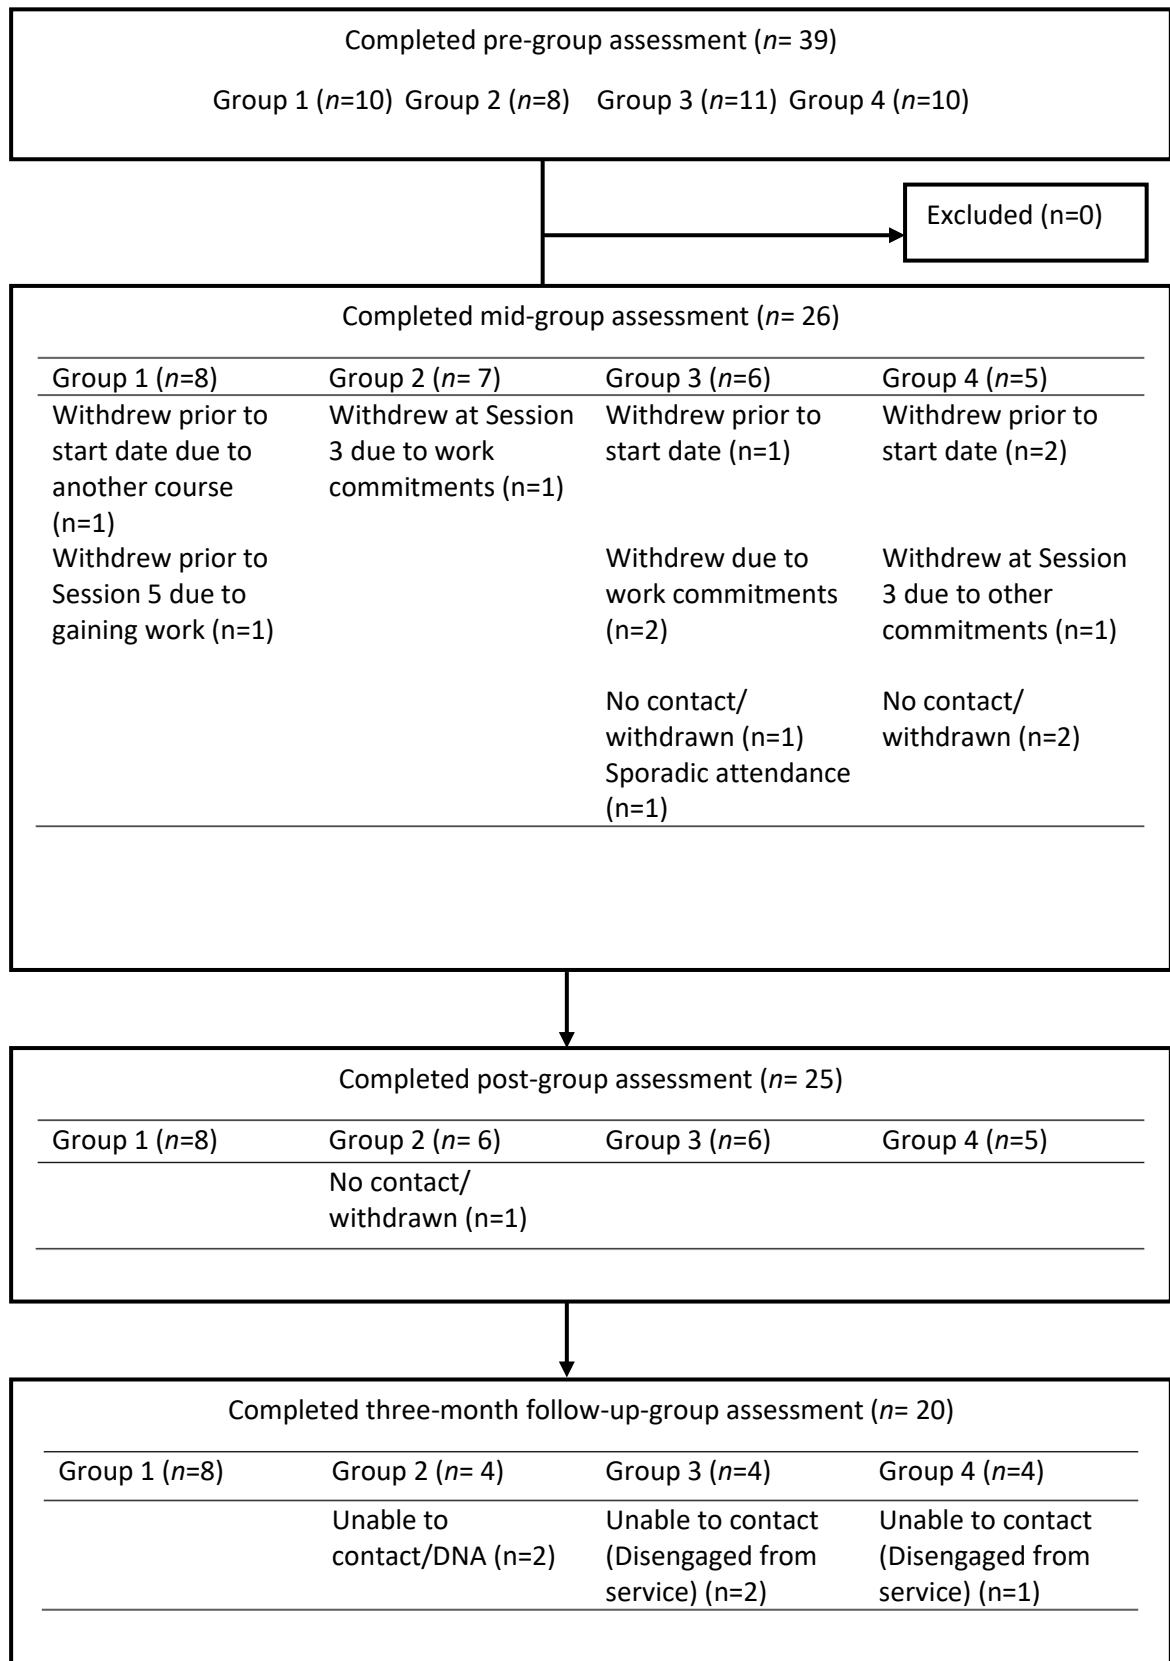 Completed pre-group assessment (n= 39)
Group 1 (n=10) Group 2 (n=8) Group 3 (n=11) Group 4 (n=10)
Excluded (n=0)
Completed mid-group assessment (n= 26)
Group 1 (n=8) Group 2 (n= 7) Group 3 (n=6) Group 4 (n=5)
Withdrew prior to
start date due to
another course
(n=1)
Withdrew at Session
3 due to work
commitments (n=1)
Withdrew prior to
start date (n=1)
Withdrew prior to
start date (n=2)
Withdrew prior to
Session 5 due to
gaining work (n=1)
Withdrew due to
work commitments
(n=2)
Withdrew at Session
3 due to other
commitments (n=1)
No contact/
withdrawn (n=1)
No contact/
withdrawn (n=2)
Sporadic attendance
(n=1)
Completed post-group assessment (n= 25)
Group 1 (n=8) Group 2 (n= 6) Group 3 (n=6) Group 4 (n=5)
No contact/
withdrawn (n=1)
Completed three-month follow-up-group assessment (n= 20)
Group 1 (n=8) Group 2 (n= 4) Group 3 (n=4) Group 4 (n=4)
Unable to
contact/DNA (n=2)
Unable to contact
(Disengaged from
service) (n=2)
Unable to contact
(Disengaged from
service) (n=1)